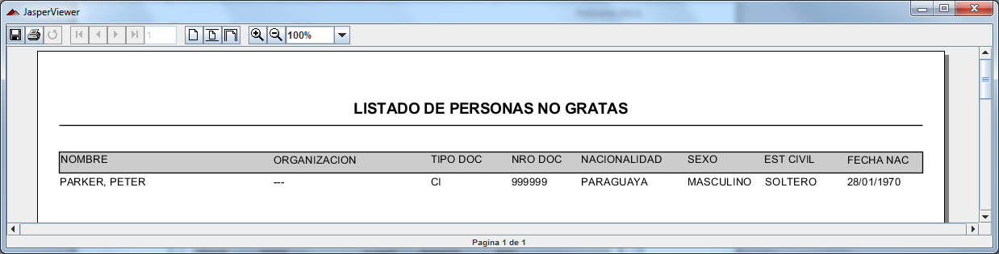 JasperViewer
1
100%
LISTADO DE PERSONAS NO GRATAS
NOMBRE ORGANIZACION TIPO DOC NRO DOC NACIONALIDAD SEXO EST CIVIL FECHA NAC
PARKER, PETER --- CI 999999 PARAGUAYA MASCULINO SOLTERO 28/01/1970
Pagina 1 de 1